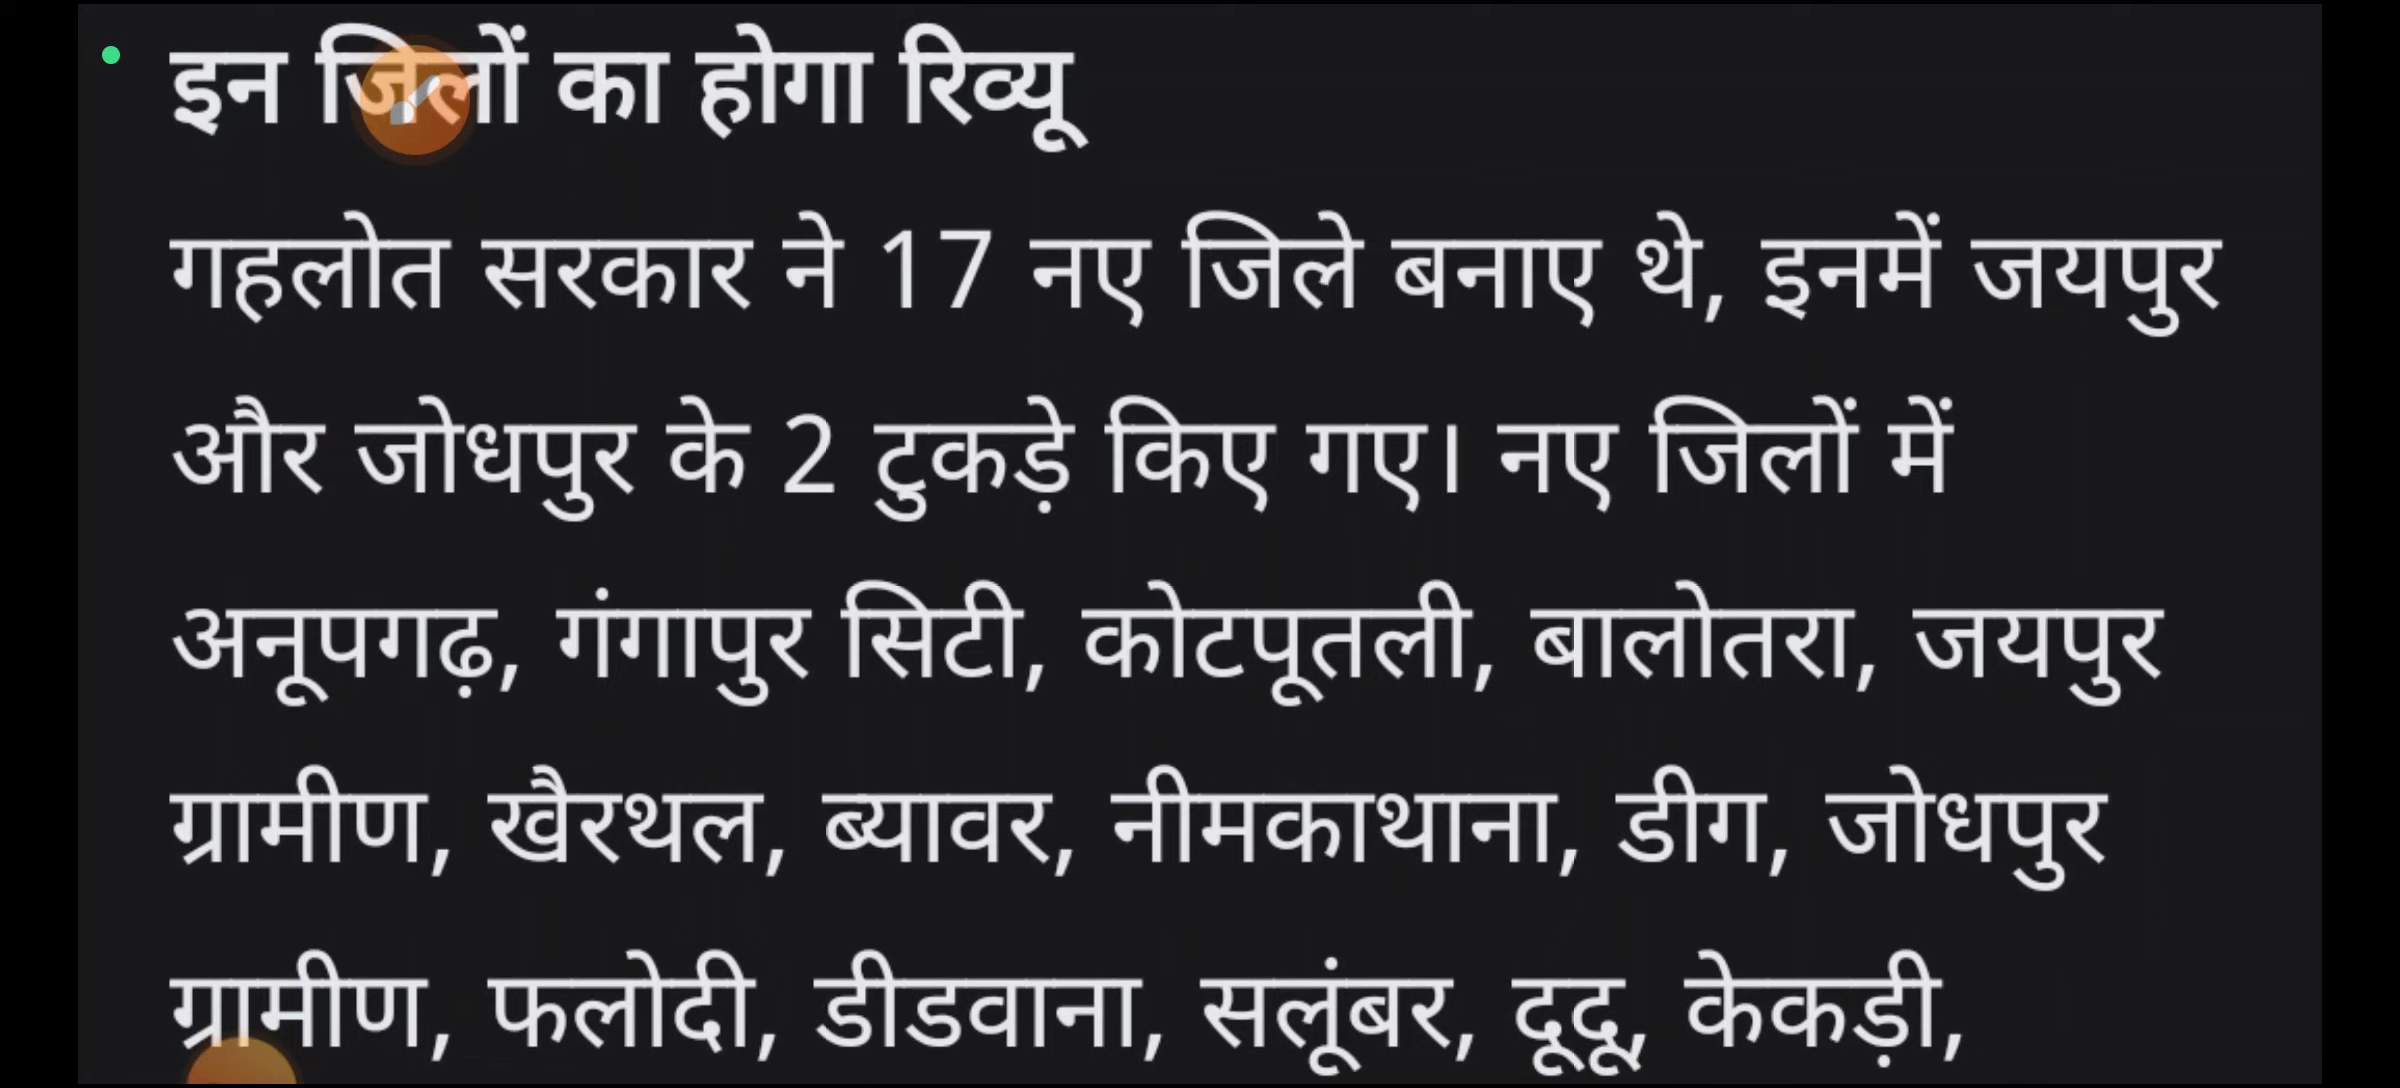 इन जिलों का होगा रिव्यू
गहलोत सरकार ने 17 नए जिले बनाए थे, इनमें जयपुर
और जोधपुर के 2 टुकड़े किए गए। नए जिलों में
अनूपगढ़, गंगापुर सिटी, कोटपूतली, बालोतरा, जयपुर
ग्रामीण, खैरथल, ब्यावर, नीमकाथाना, डीग, जोधपुर
ग्रामीण, फलोदी, डीडवाना, सलूंबर, दूदू, केकड़ी,